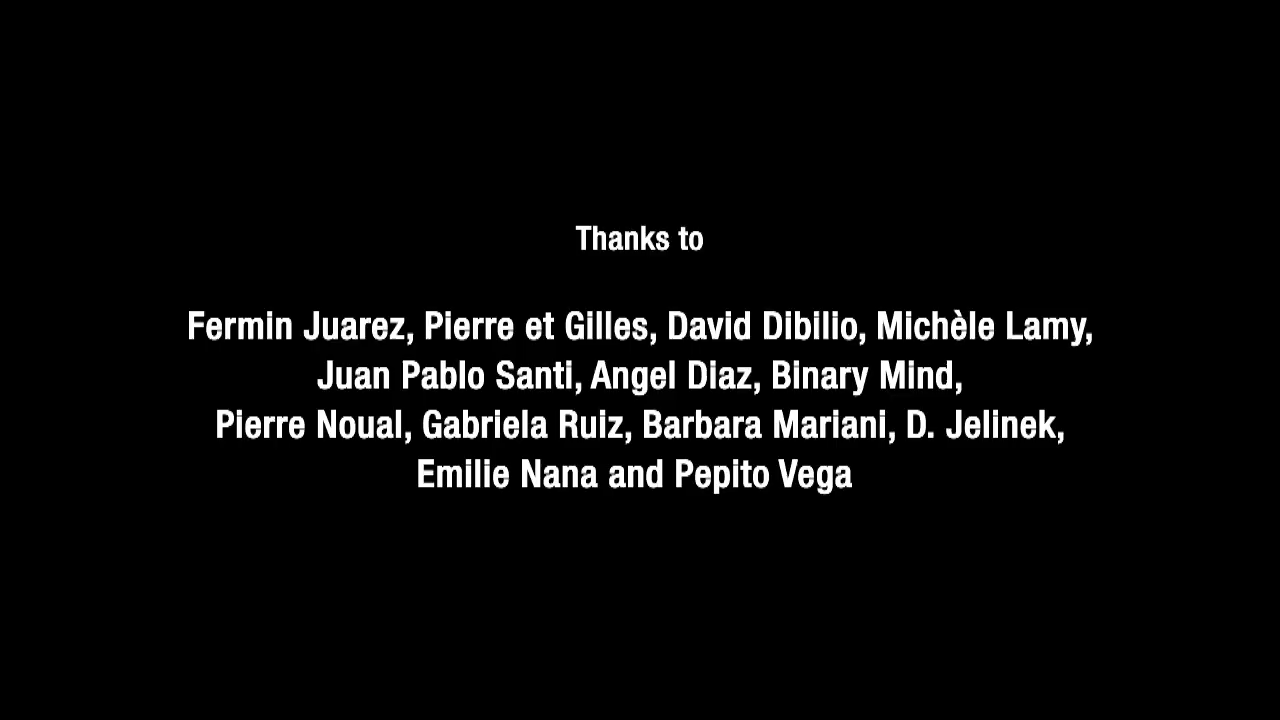 Thanks to
Fermin Juarez, Pierre et Gilles, David Dibilio, Michèle Lamy,
Juan Pablo Santi, Angel Diaz, Binary Mind,
Pierre Noual, Gabriela Ruiz, Barbara Mariani, D. Jelinek,
Emilie Nana and Pepito Vega